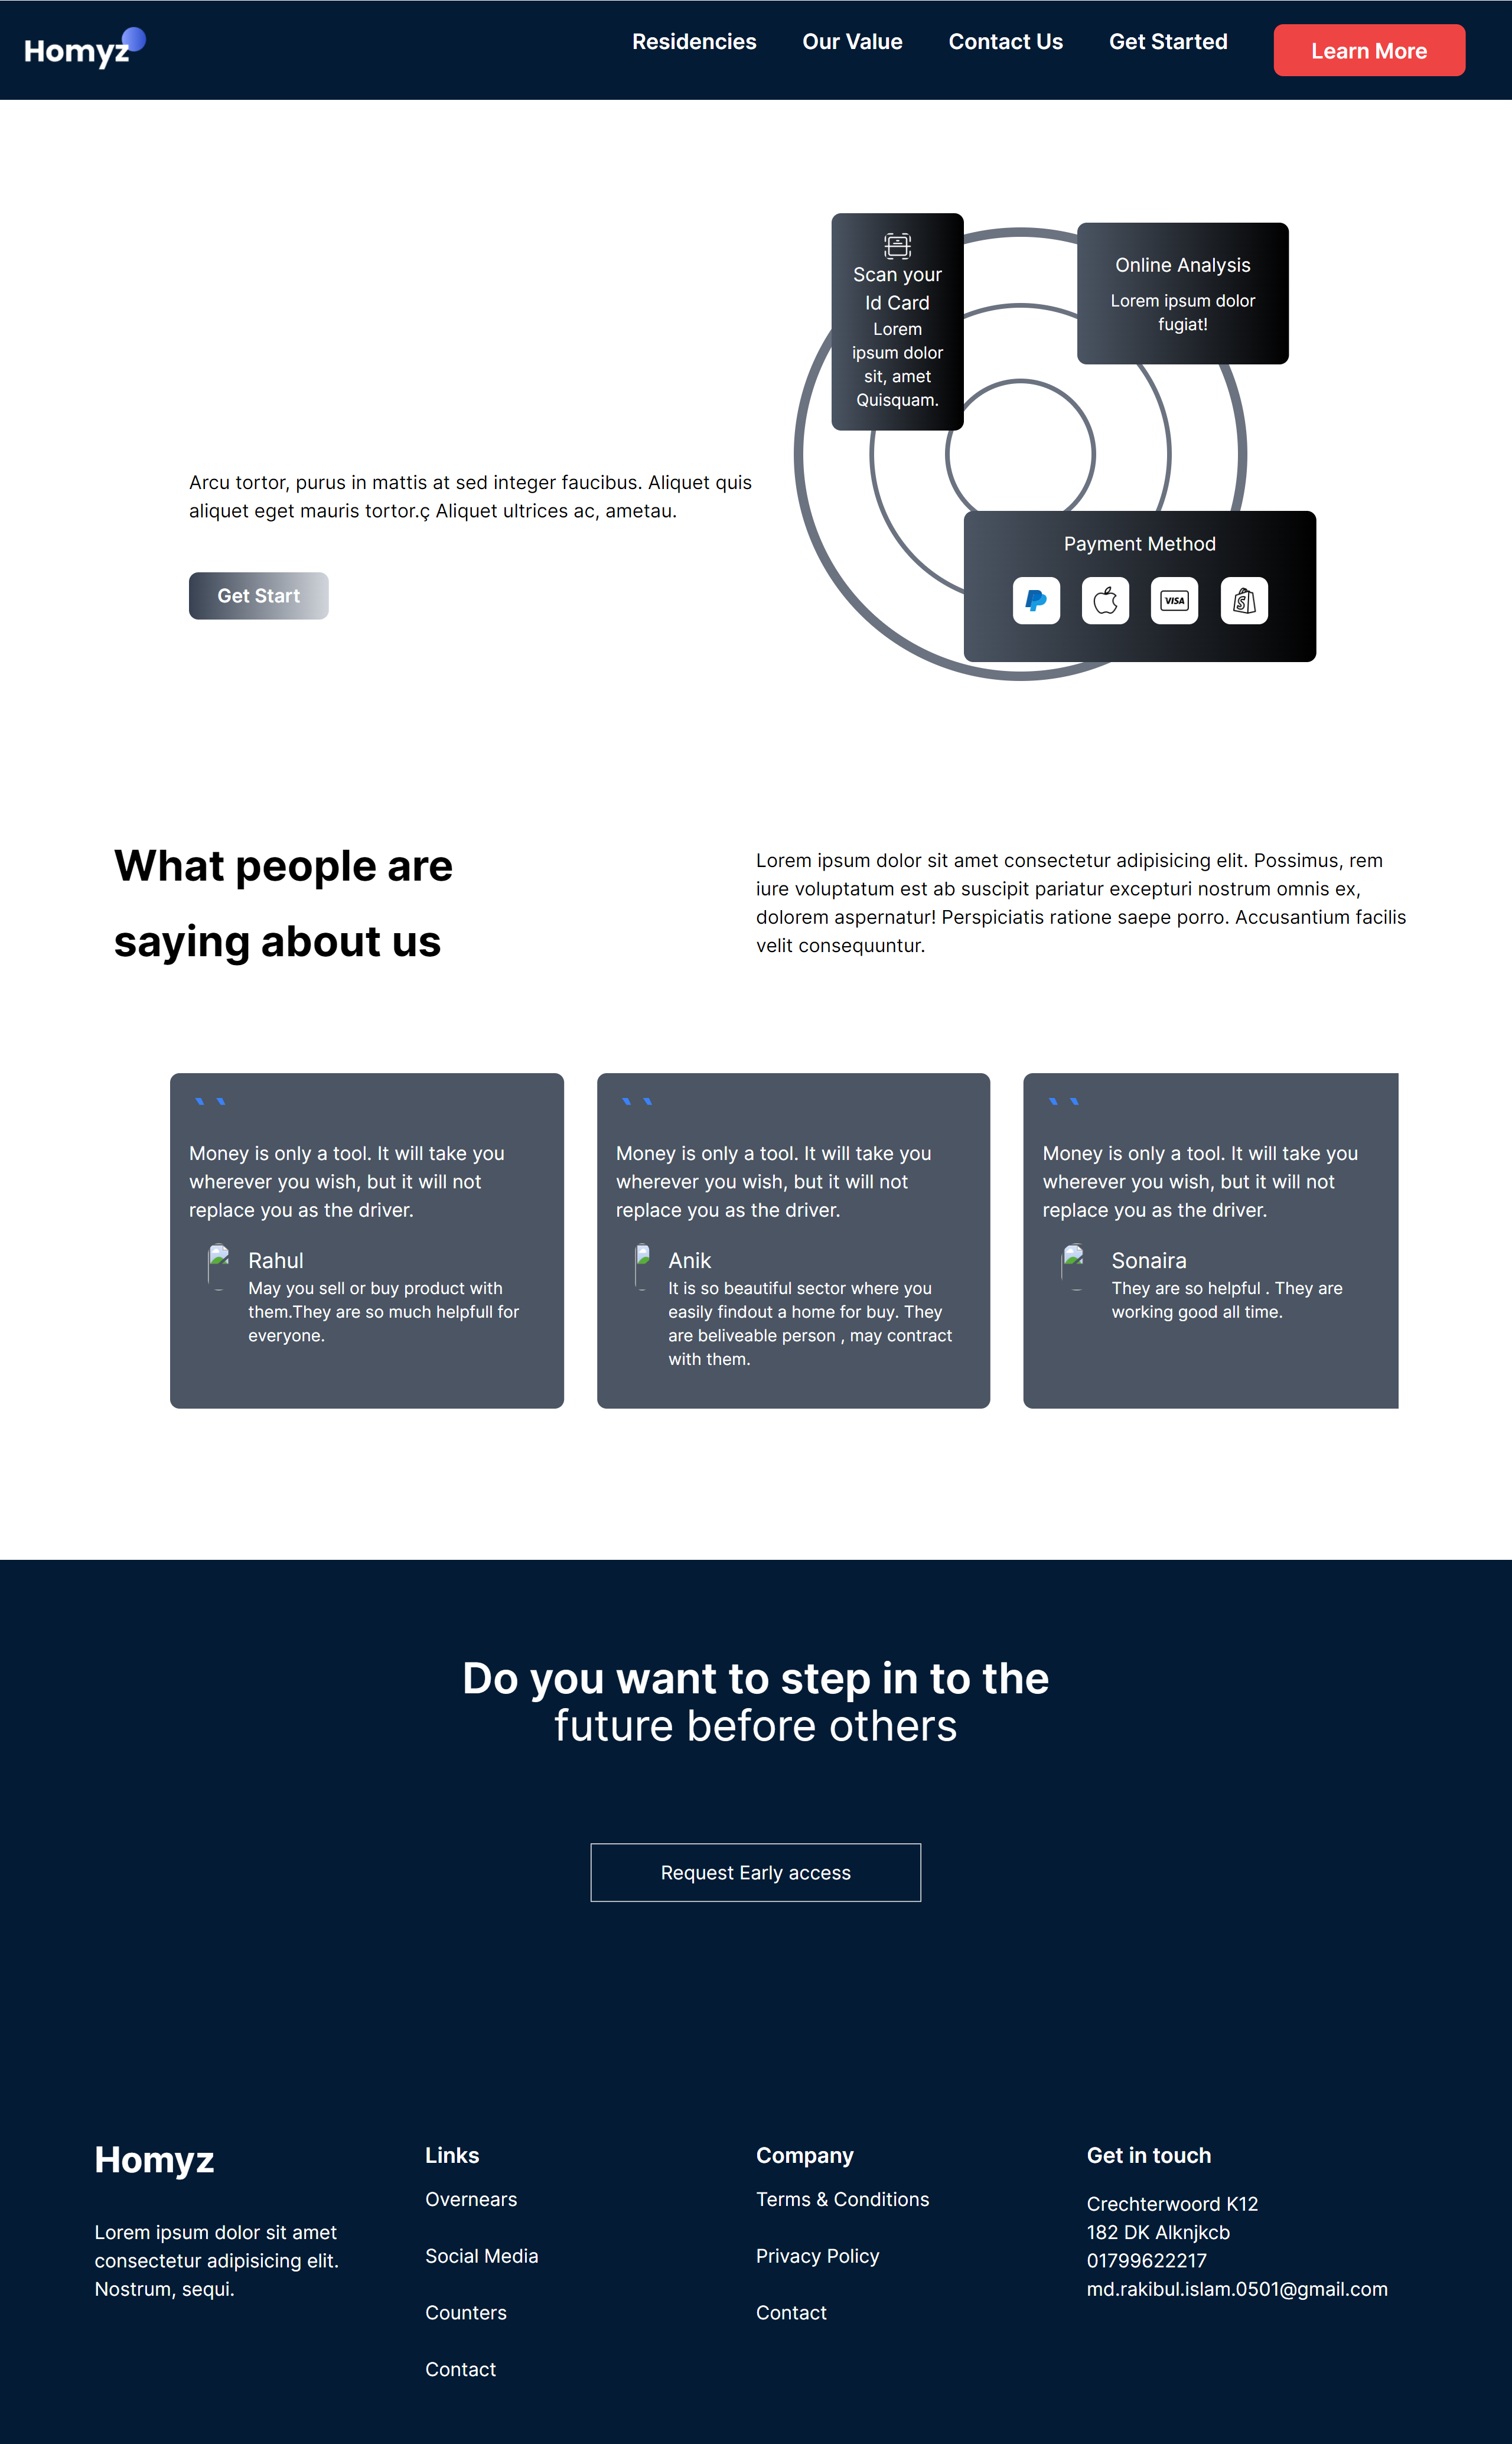 Homyz
Residencies
Our Value
Contact Us
Get Started
Learn More
Scan your
Id Card
Lorem
ipsum dolor
sit, amet
Quisquam.
Online Analysis
Lorem ipsum dolor
fugiat!
Arcu tortor, purus in mattis at sed integer faucibus. Aliquet quis
aliquet eget mauris tortor.ç Aliquet ultrices ac, ametau.
Get Start
Payment Method
VISA
What people are
saying about us
Lorem ipsum dolor sit amet consectetur adipisicing elit. Possimus, rem
iure voluptatum est ab suscipit pariatur excepturi nostrum omnis ex,
dolorem aspernatur! Perspiciatis ratione saepe porro. Accusantium facilis
velit consequuntur.
``
Money is only a tool. It will take you
wherever you wish, but it will not
replace you as the driver.
Rahul
May you sell or buy product with
them.They are so much helpfull for
everyone.
``
Money is only a tool. It will take you
wherever you wish, but it will not
replace you as the driver.
Anik
It is so beautiful sector where you
easily findout a home for buy. They
are beliveable person , may contract
with them.
``
Money is only a tool. It will take you
wherever you wish, but it will not
replace you as the driver.
Sonaira
They are so helpful . They are
working good all time.
Do you want to step in to the
future before others
Request Early access
Homyz
Lorem ipsum dolor sit amet
consectetur adipisicing elit.
Nostrum, sequi.
Links
Overnears
Social Media
Counters
Contact
Company
Terms & Conditions
Privacy Policy
Contact
Get in touch
Crechterwoord K12
182 DK Alknjkcb
01799622217
md.rakibul.islam.0501@gmail.com